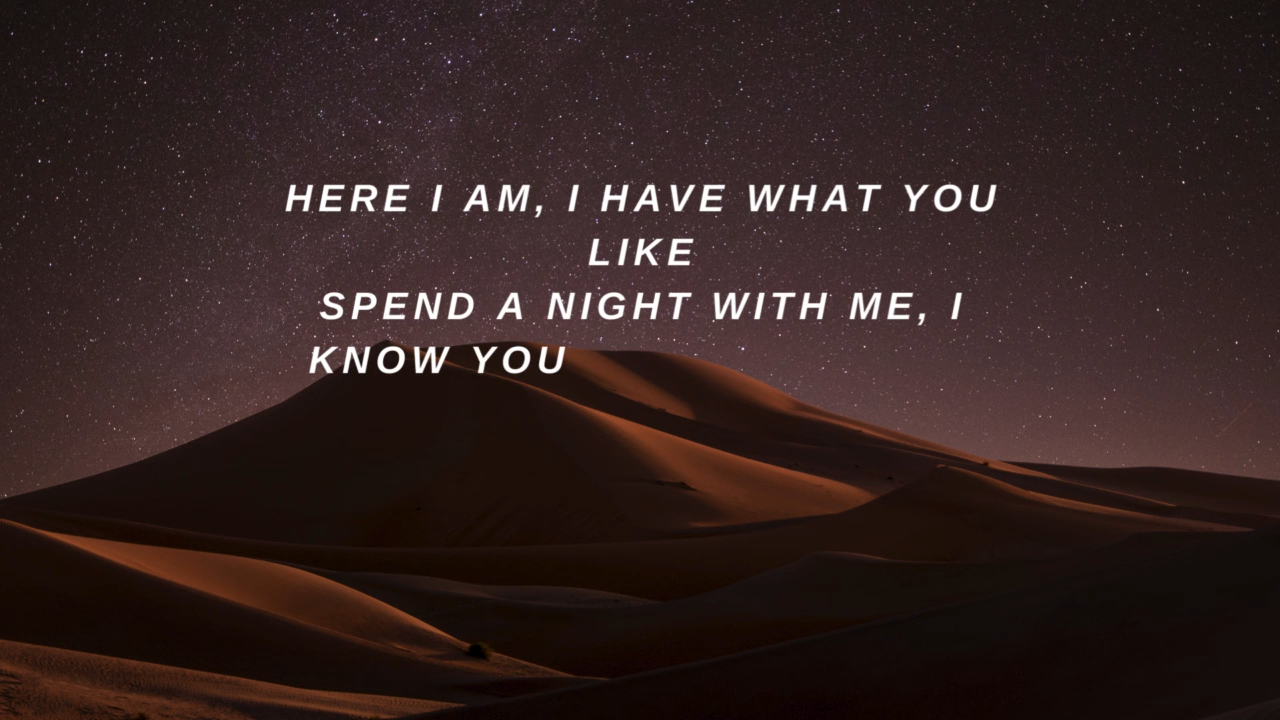 HERE I AM, I HAVE WHAT YOU
LIKE
SPEND A NIGHT WITH ME, I
KNOW YOU